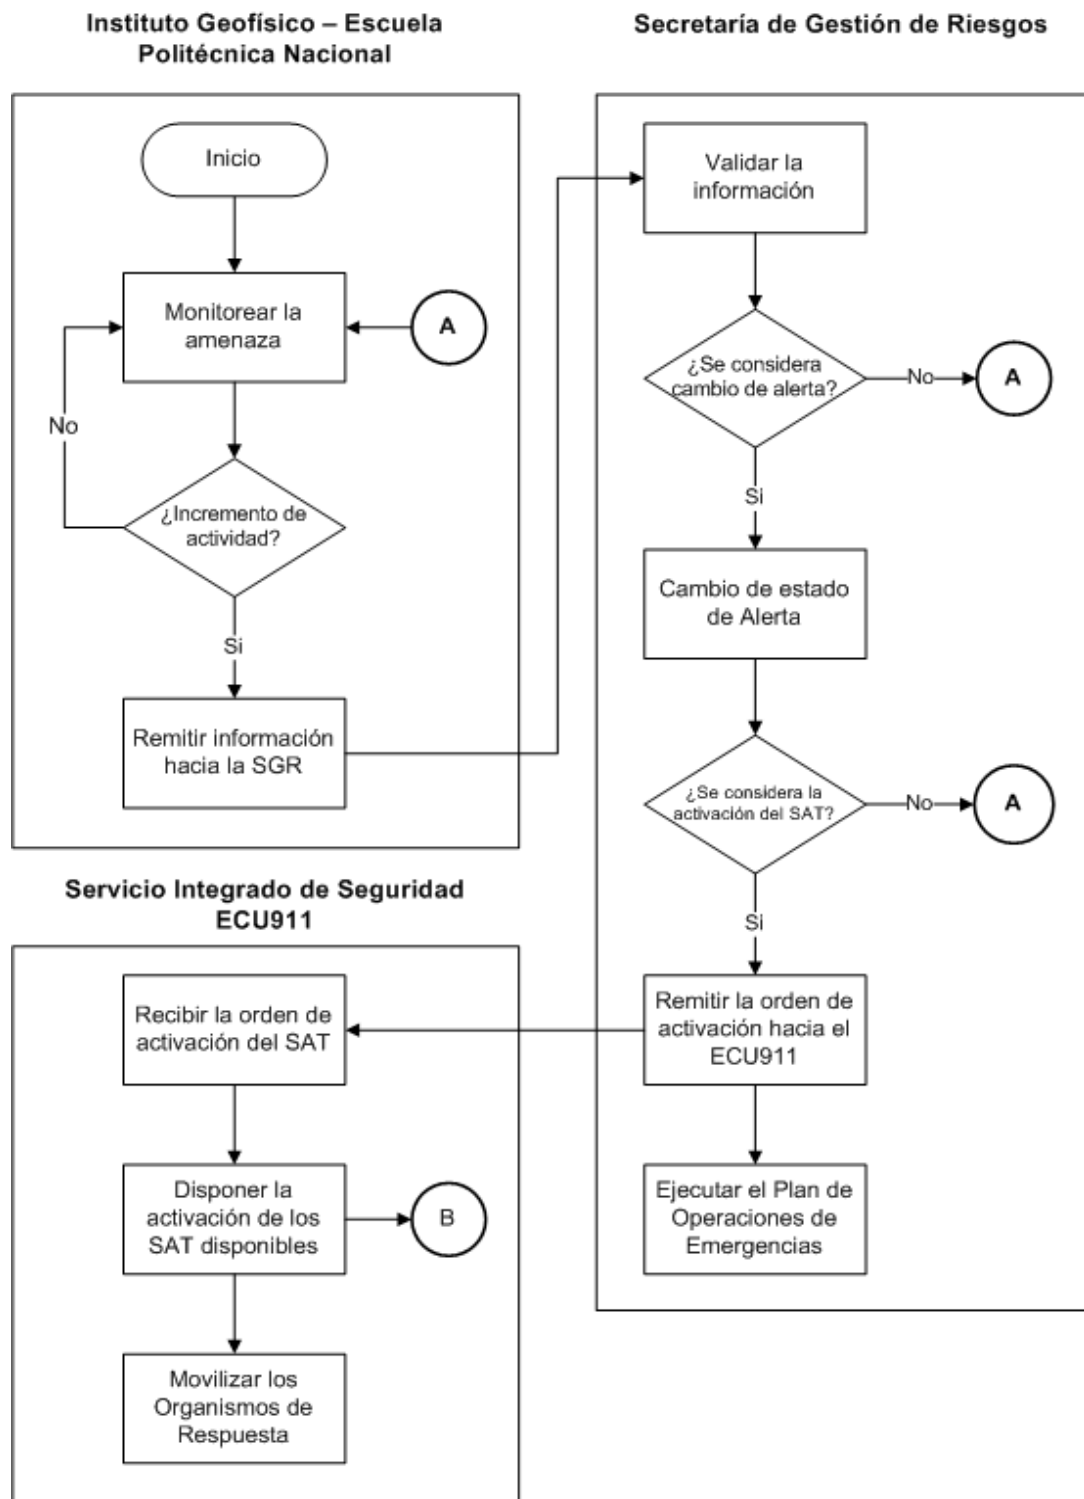 Instituto Geofísico – Escuela
Politécnica Nacional
Inicio
Monitorear la
amenaza
A
No
¿Incremento de
actividad?
Si
Remitir información
hacia la SGR
Secretaría de Gestión de Riesgos
Validar la
información
¿Se considera
cambio de alerta?
No
A
Si
Cambio de estado
de Alerta
¿Se considera la
activación del SAT?
No
A
Si
Remitir la orden de
activación hacia el
ECU911
Ejecutar el Plan de
Operaciones de
Emergencias
Servicio Integrado de Seguridad
ECU911
Recibir la orden de
activación del SAT
Disponer la
activación de los
SAT disponibles
B
Movilizar los
Organismos de
Respuesta